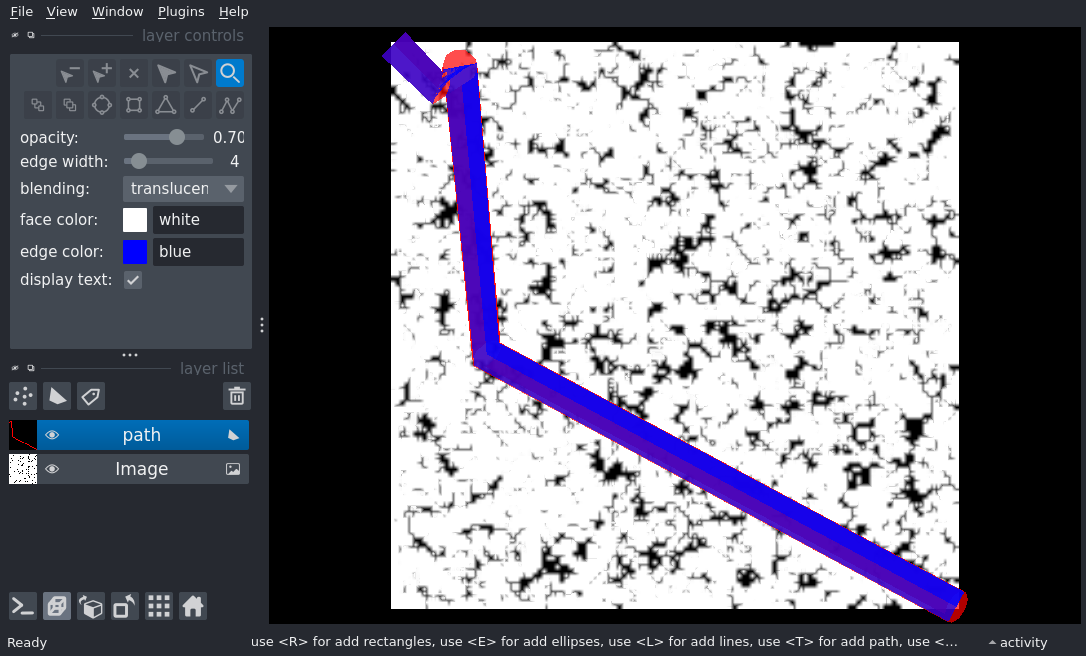 File View Window Plugins Help
layer controls
opacity: 0.70
edge width: 4
blending: translucen
face color: white
edge color: blue
display text:
layer list
path
Image
Ready use <R> for add rectangles, use <E> for add ellipses, use <L> for add lines, use <T> for add path, use <... activity